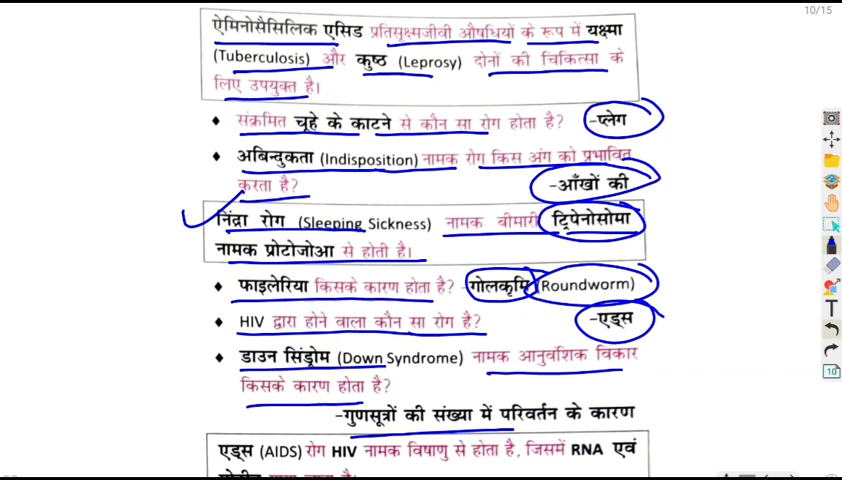 10/15
ऐमिनोसैसिलिक एसिड प्रतिसूक्ष्मजीवी औषधियों के रूप में यक्ष्मा
(Tuberculosis) और कुष्ठ (Leprosy) दोनों की चिकित्सा के
लिए उपयुक्त है।
♦ संक्रमित चूहे के काटने से कौन सा रोग होता है? -प्लेग
♦ अबिन्दुकता (Indisposition) नामक रोग किस अंग को प्रभावित
करता है? -आँखों की
निंद्रा रोग (Sleeping Sickness) नामक बीमारी ट्रिपेनोसोमा
नामक प्रोटोजोआ से होती है।
♦ फाइलेरिया किसके कारण होता है? -गोलकृमि (Roundworm)
♦ HIV द्वारा होने वाला कौन सा रोग है? -एड्स
♦ डाउन सिंड्रोम (Down Syndrome) नामक आनुवंशिक विकार
किसके कारण होता है?
-गुणसूत्रों की संख्या में परिवर्तन के कारण
एड्स (AIDS) रोग HIV नामक विषाणु से होता है, जिसमें RNA एवं
T
10